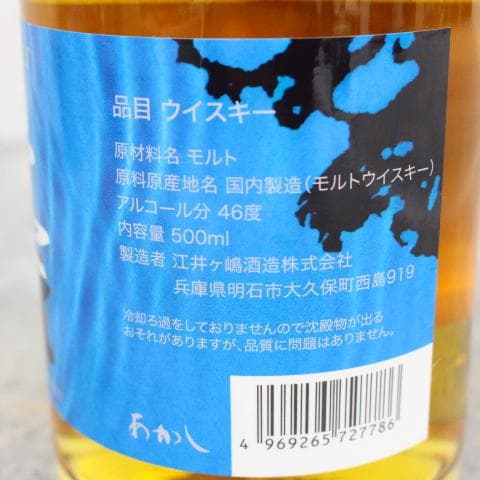 品目 ウイスキー
原材料名 モルト
原料原産地名 国内製造(モルトウイスキー)
アルコール分 46度
内容量 500ml
製造者 江井ヶ嶋酒造株式会社
兵庫県明石市大久保町西島919
冷却ろ過をしておりませんので沈殿物が出る
おそれがありますが、品質に問題はありません。
あかし
4 969265 727786